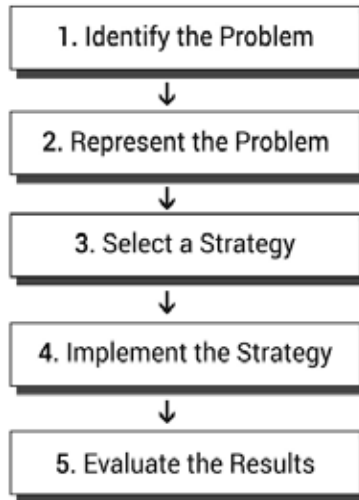 1. Identify the Problem
2. Represent the Problem
3. Select a Strategy
4. Implement the Strategy
5. Evaluate the Results